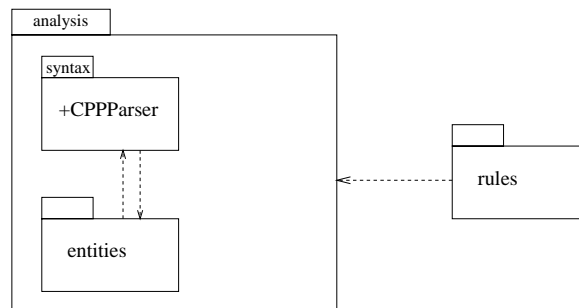 analysis
syntax
+CPPParser
rules
entities